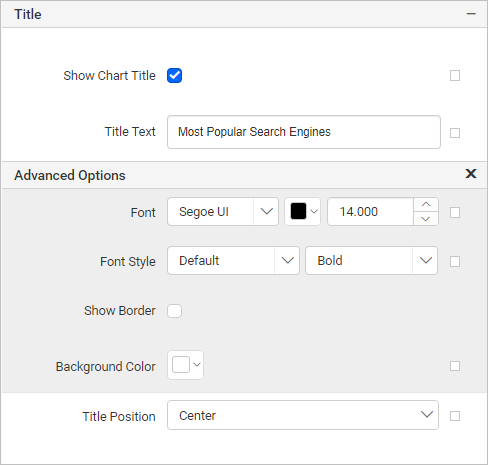 Title
Show Chart Title
Title Text Most Popular Search Engines
Advanced Options
Font Segoe UI 14.000
Font Style Default Bold
Show Border
Background Color
Title Position Center